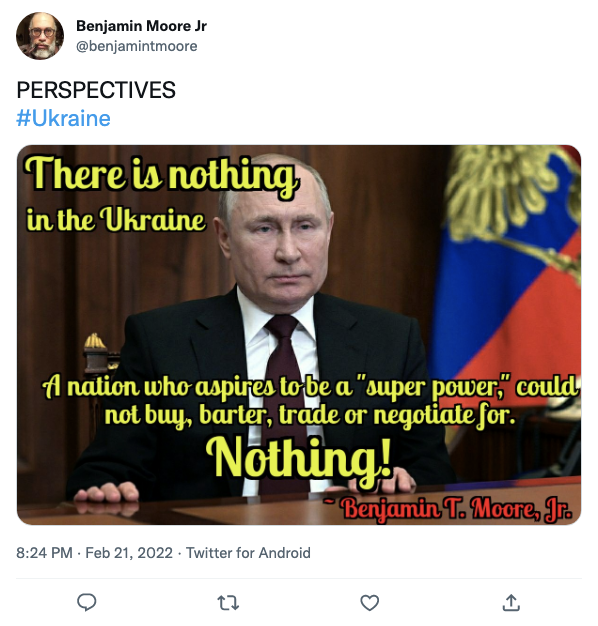 Benjamin Moore Jr
@benjamintmoore
PERSPECTIVES
#Ukraine
There is nothing
in the Ukraine
A nation who aspires to be a "super power," could
not buy, barter, trade or negotiate for.
Nothing!
~ Benjamin T. Moore, Jr.
8:24 PM · Feb 21, 2022 · Twitter for Android